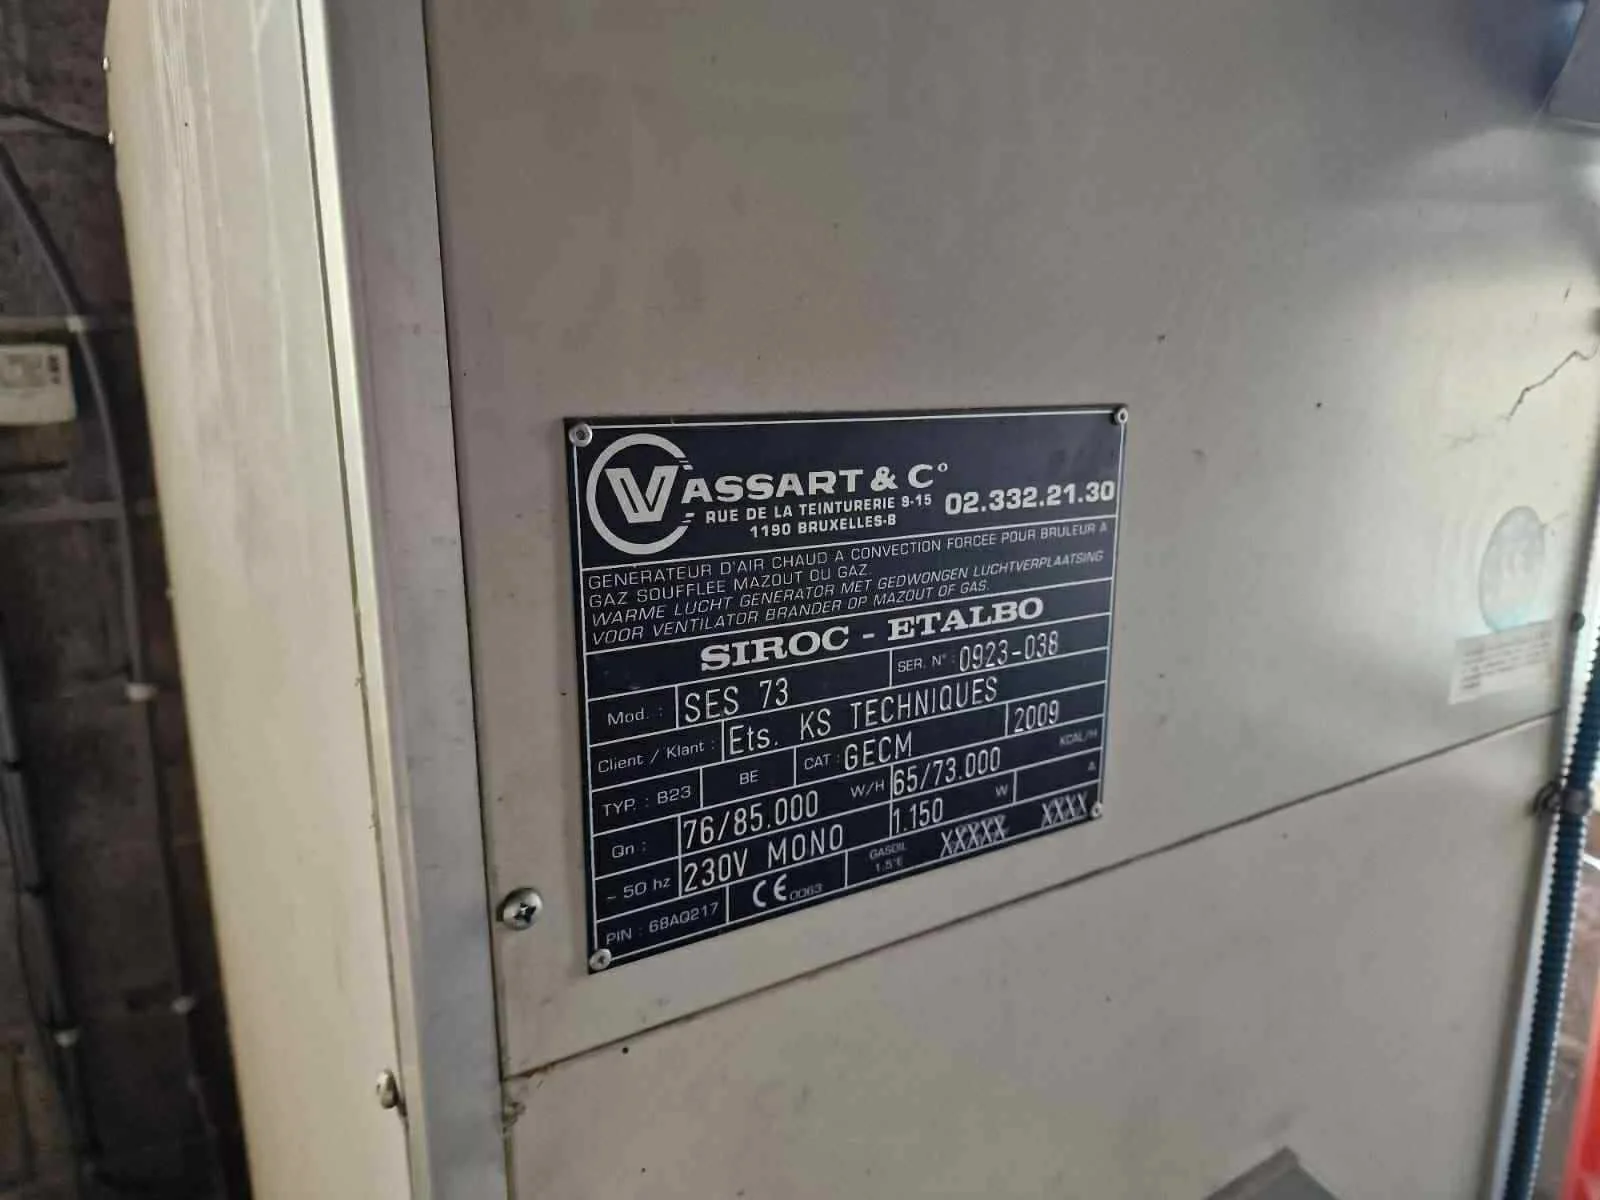 VASSART & C°
RUE DE LA TEINTURERIE 9-15
1190 BRUXELLES-B
02.332.21.30
GENERATEUR D'AIR CHAUD A CONVECTION FORCEE POUR BRULEUR A
GAZ SOUFFLEE MAZOUT OU GAZ.
WARME LUCHT GENERATOR MET GEDWONGEN LUCHTVERPLAATSING
VOOR VENTILATOR BRANDER OP MAZOUT OF GAS.
SIROC - ETALBO
Mod. : SES 73 SER. N° : 0923-038
Client / Klant : Ets. KS TECHNIQUES
TYP. : B23 BE CAT : GECM 2009
Qn : 76/85.000 W/H 65/73.000 KCAL/H
~ 50 hz 230V MONO 1.150 W A
PIN : 68AQ217 CE 0063 GASOIL 1.5°E XXXXX XXXX